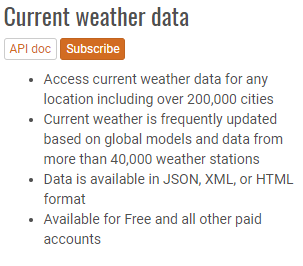 Current weather data
API doc Subscribe
• Access current weather data for any
location including over 200,000 cities
• Current weather is frequently updated
based on global models and data from
more than 40,000 weather stations
• Data is available in JSON, XML, or HTML
format
• Available for Free and all other paid
accounts